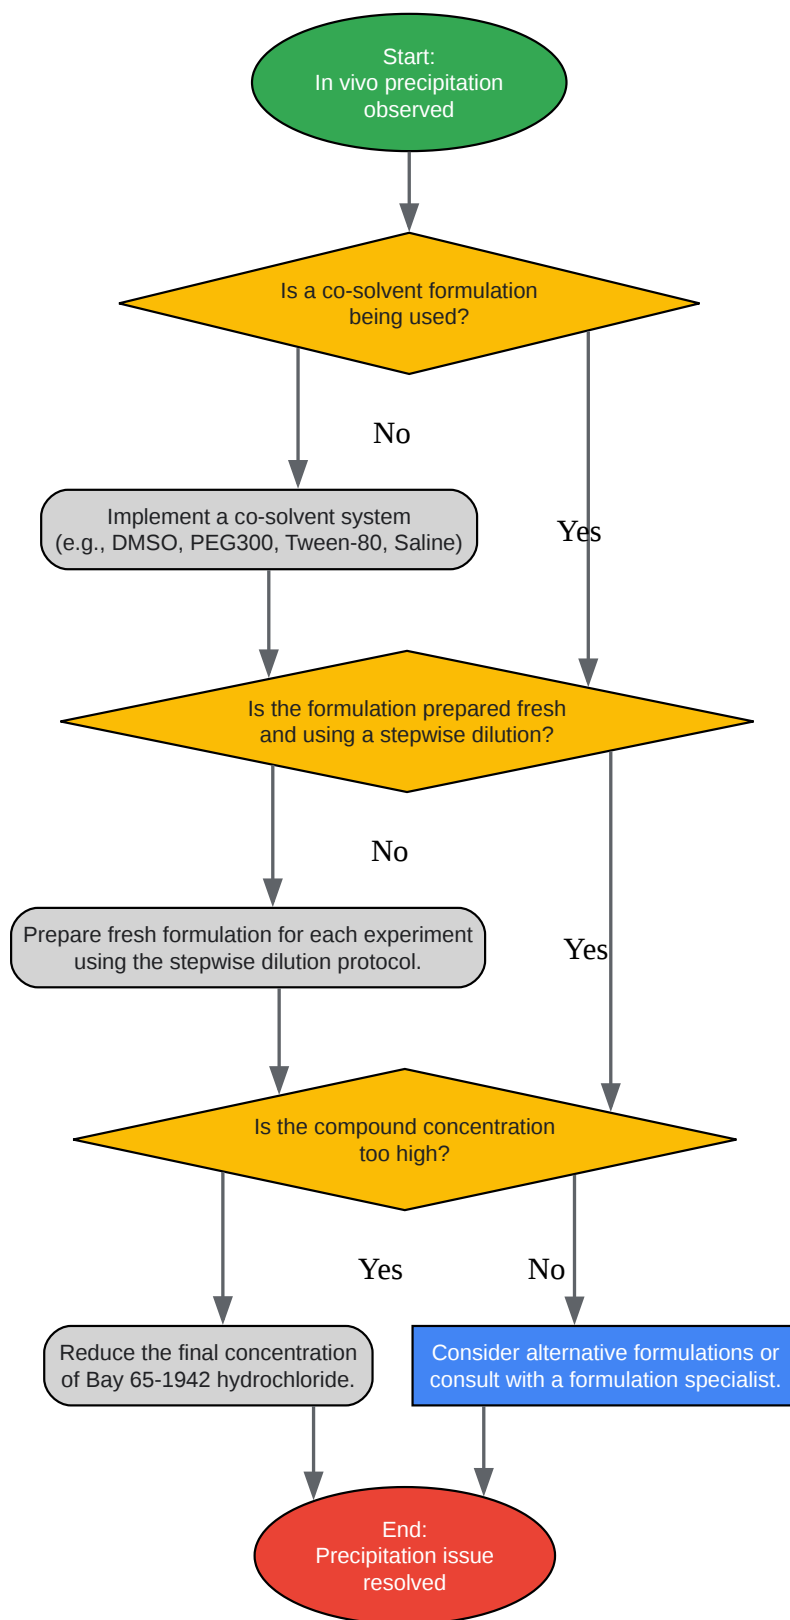 Start:
In vivo precipitation
observed
Is a co-solvent formulation
being used?
No
Implement a co-solvent system
(e.g., DMSO, PEG300, Tween-80, Saline)
Yes
Is the formulation prepared fresh
and using a stepwise dilution?
No
Prepare fresh formulation for each experiment
using the stepwise dilution protocol.
Yes
Is the compound concentration
too high?
Yes
No
Reduce the final concentration
of Bay 65-1942 hydrochloride.
Consider alternative formulations or
consult with a formulation specialist.
End:
Precipitation issue
resolved